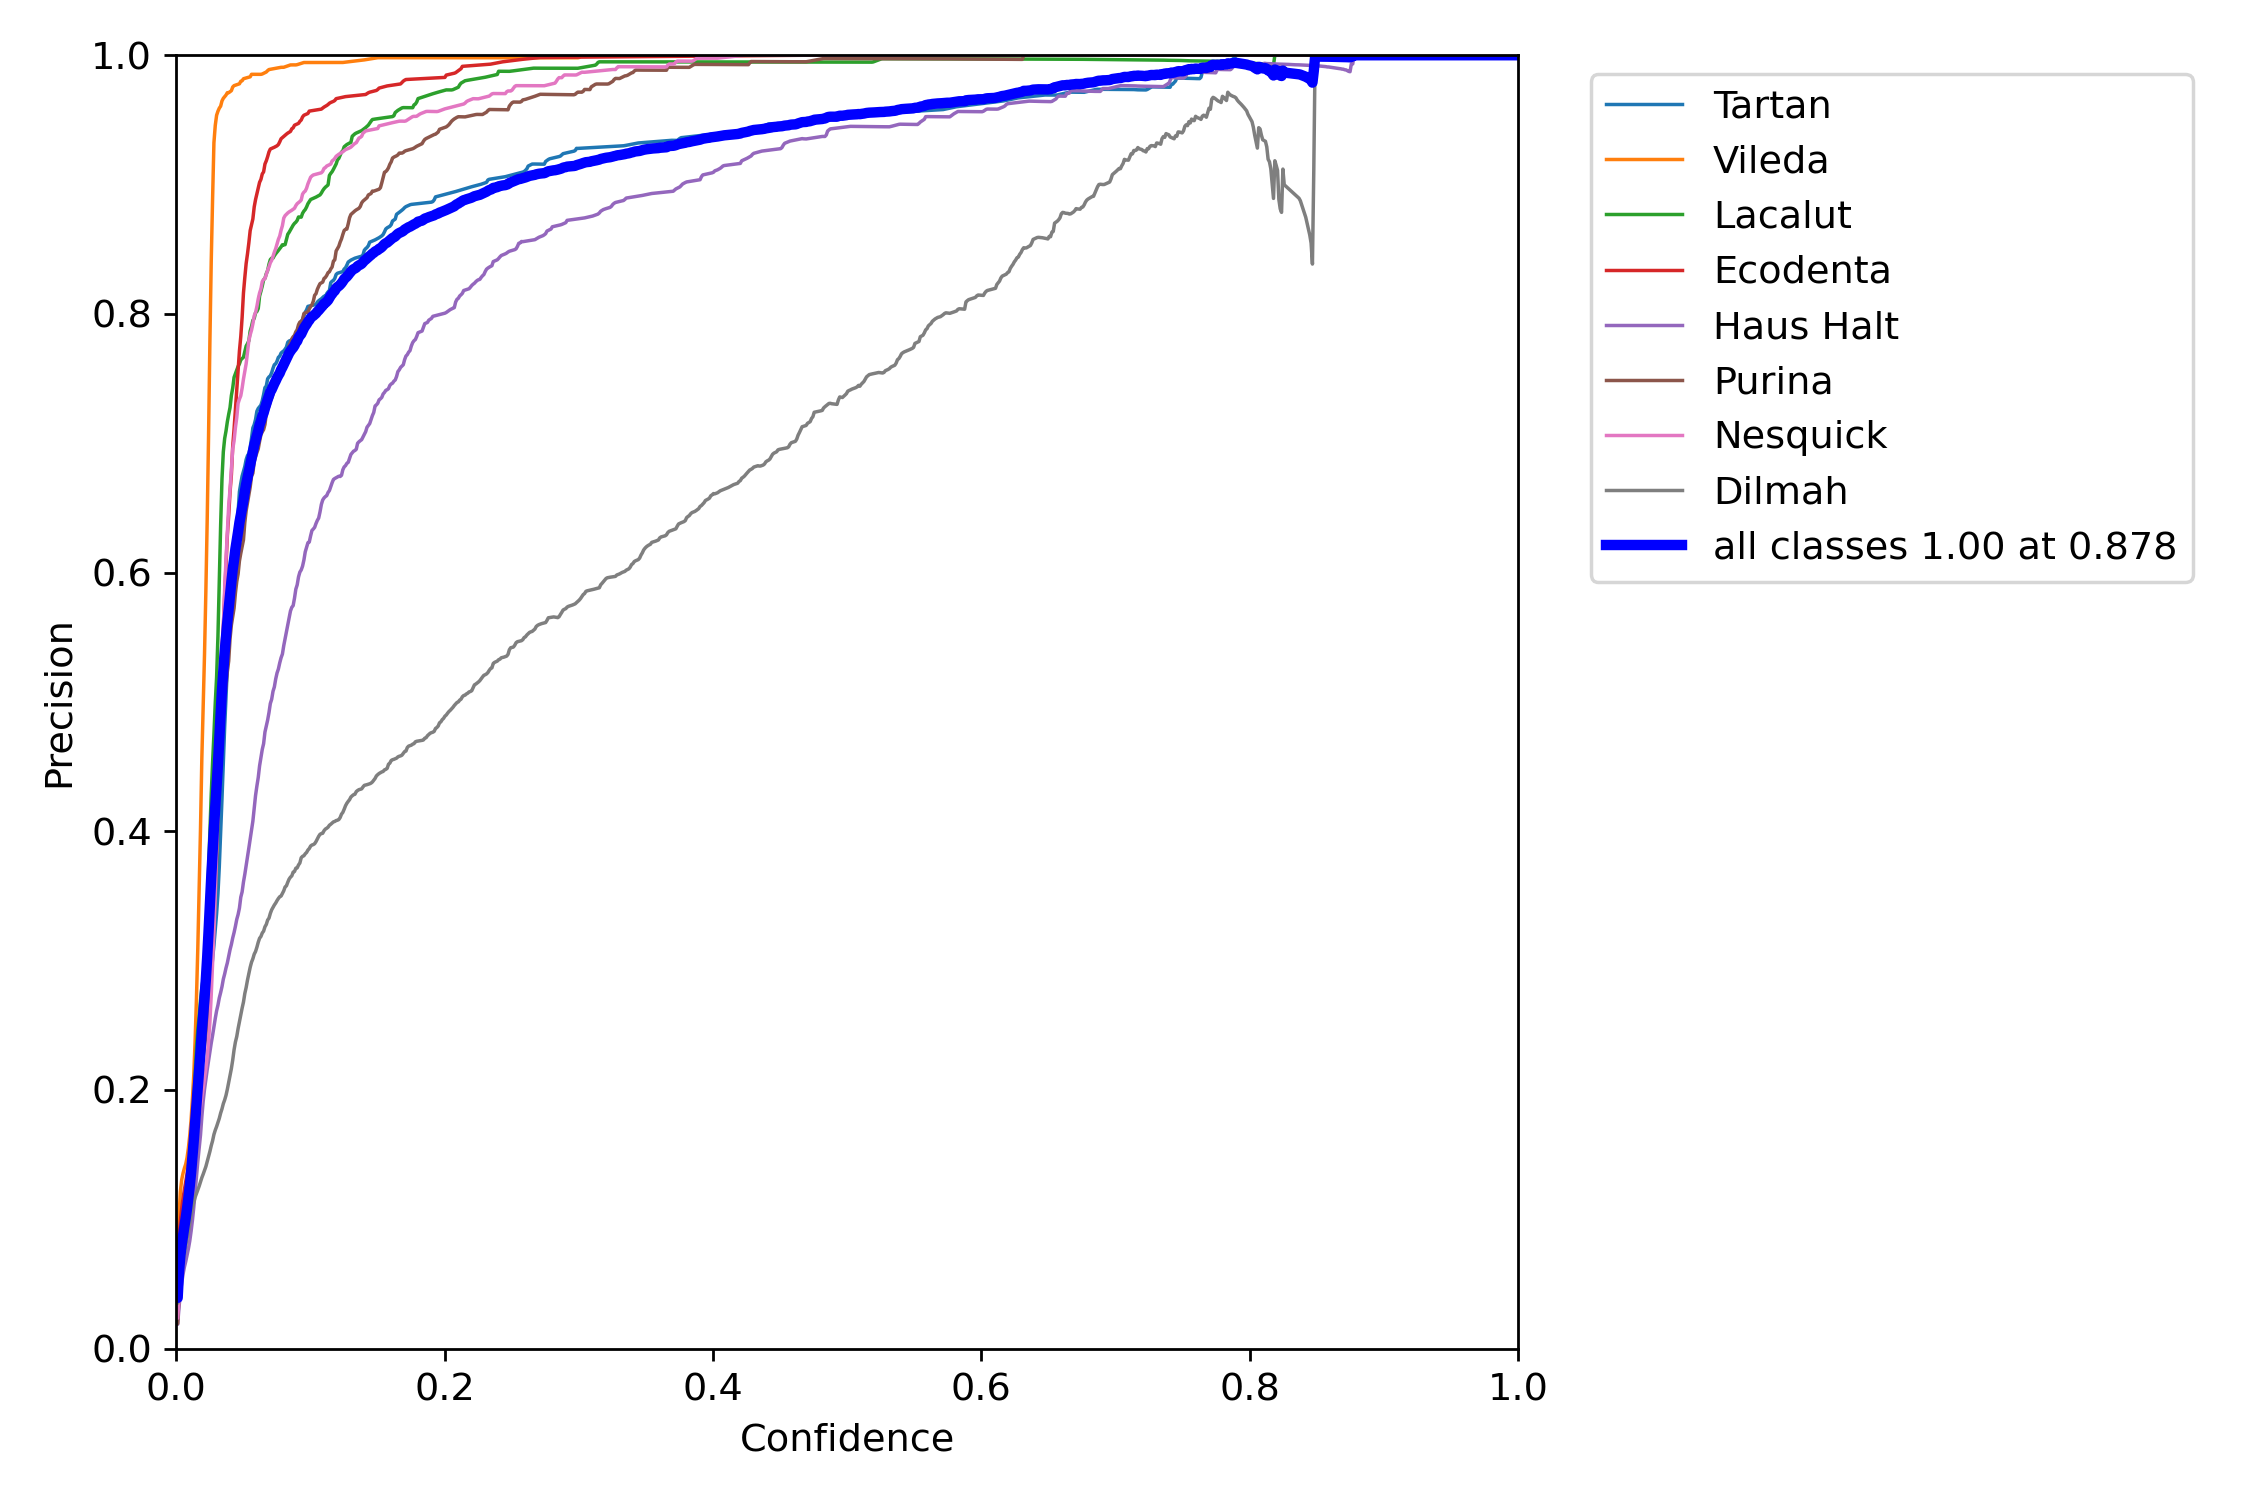 1.0
0.8
0.6
0.4
0.2
0.0
Precision
0.0 0.2 0.4 0.6 0.8 1.0
Confidence
Tartan
Vileda
Lacalut
Ecodenta
Haus Halt
Purina
Nesquick
Dilmah
all classes 1.00 at 0.878